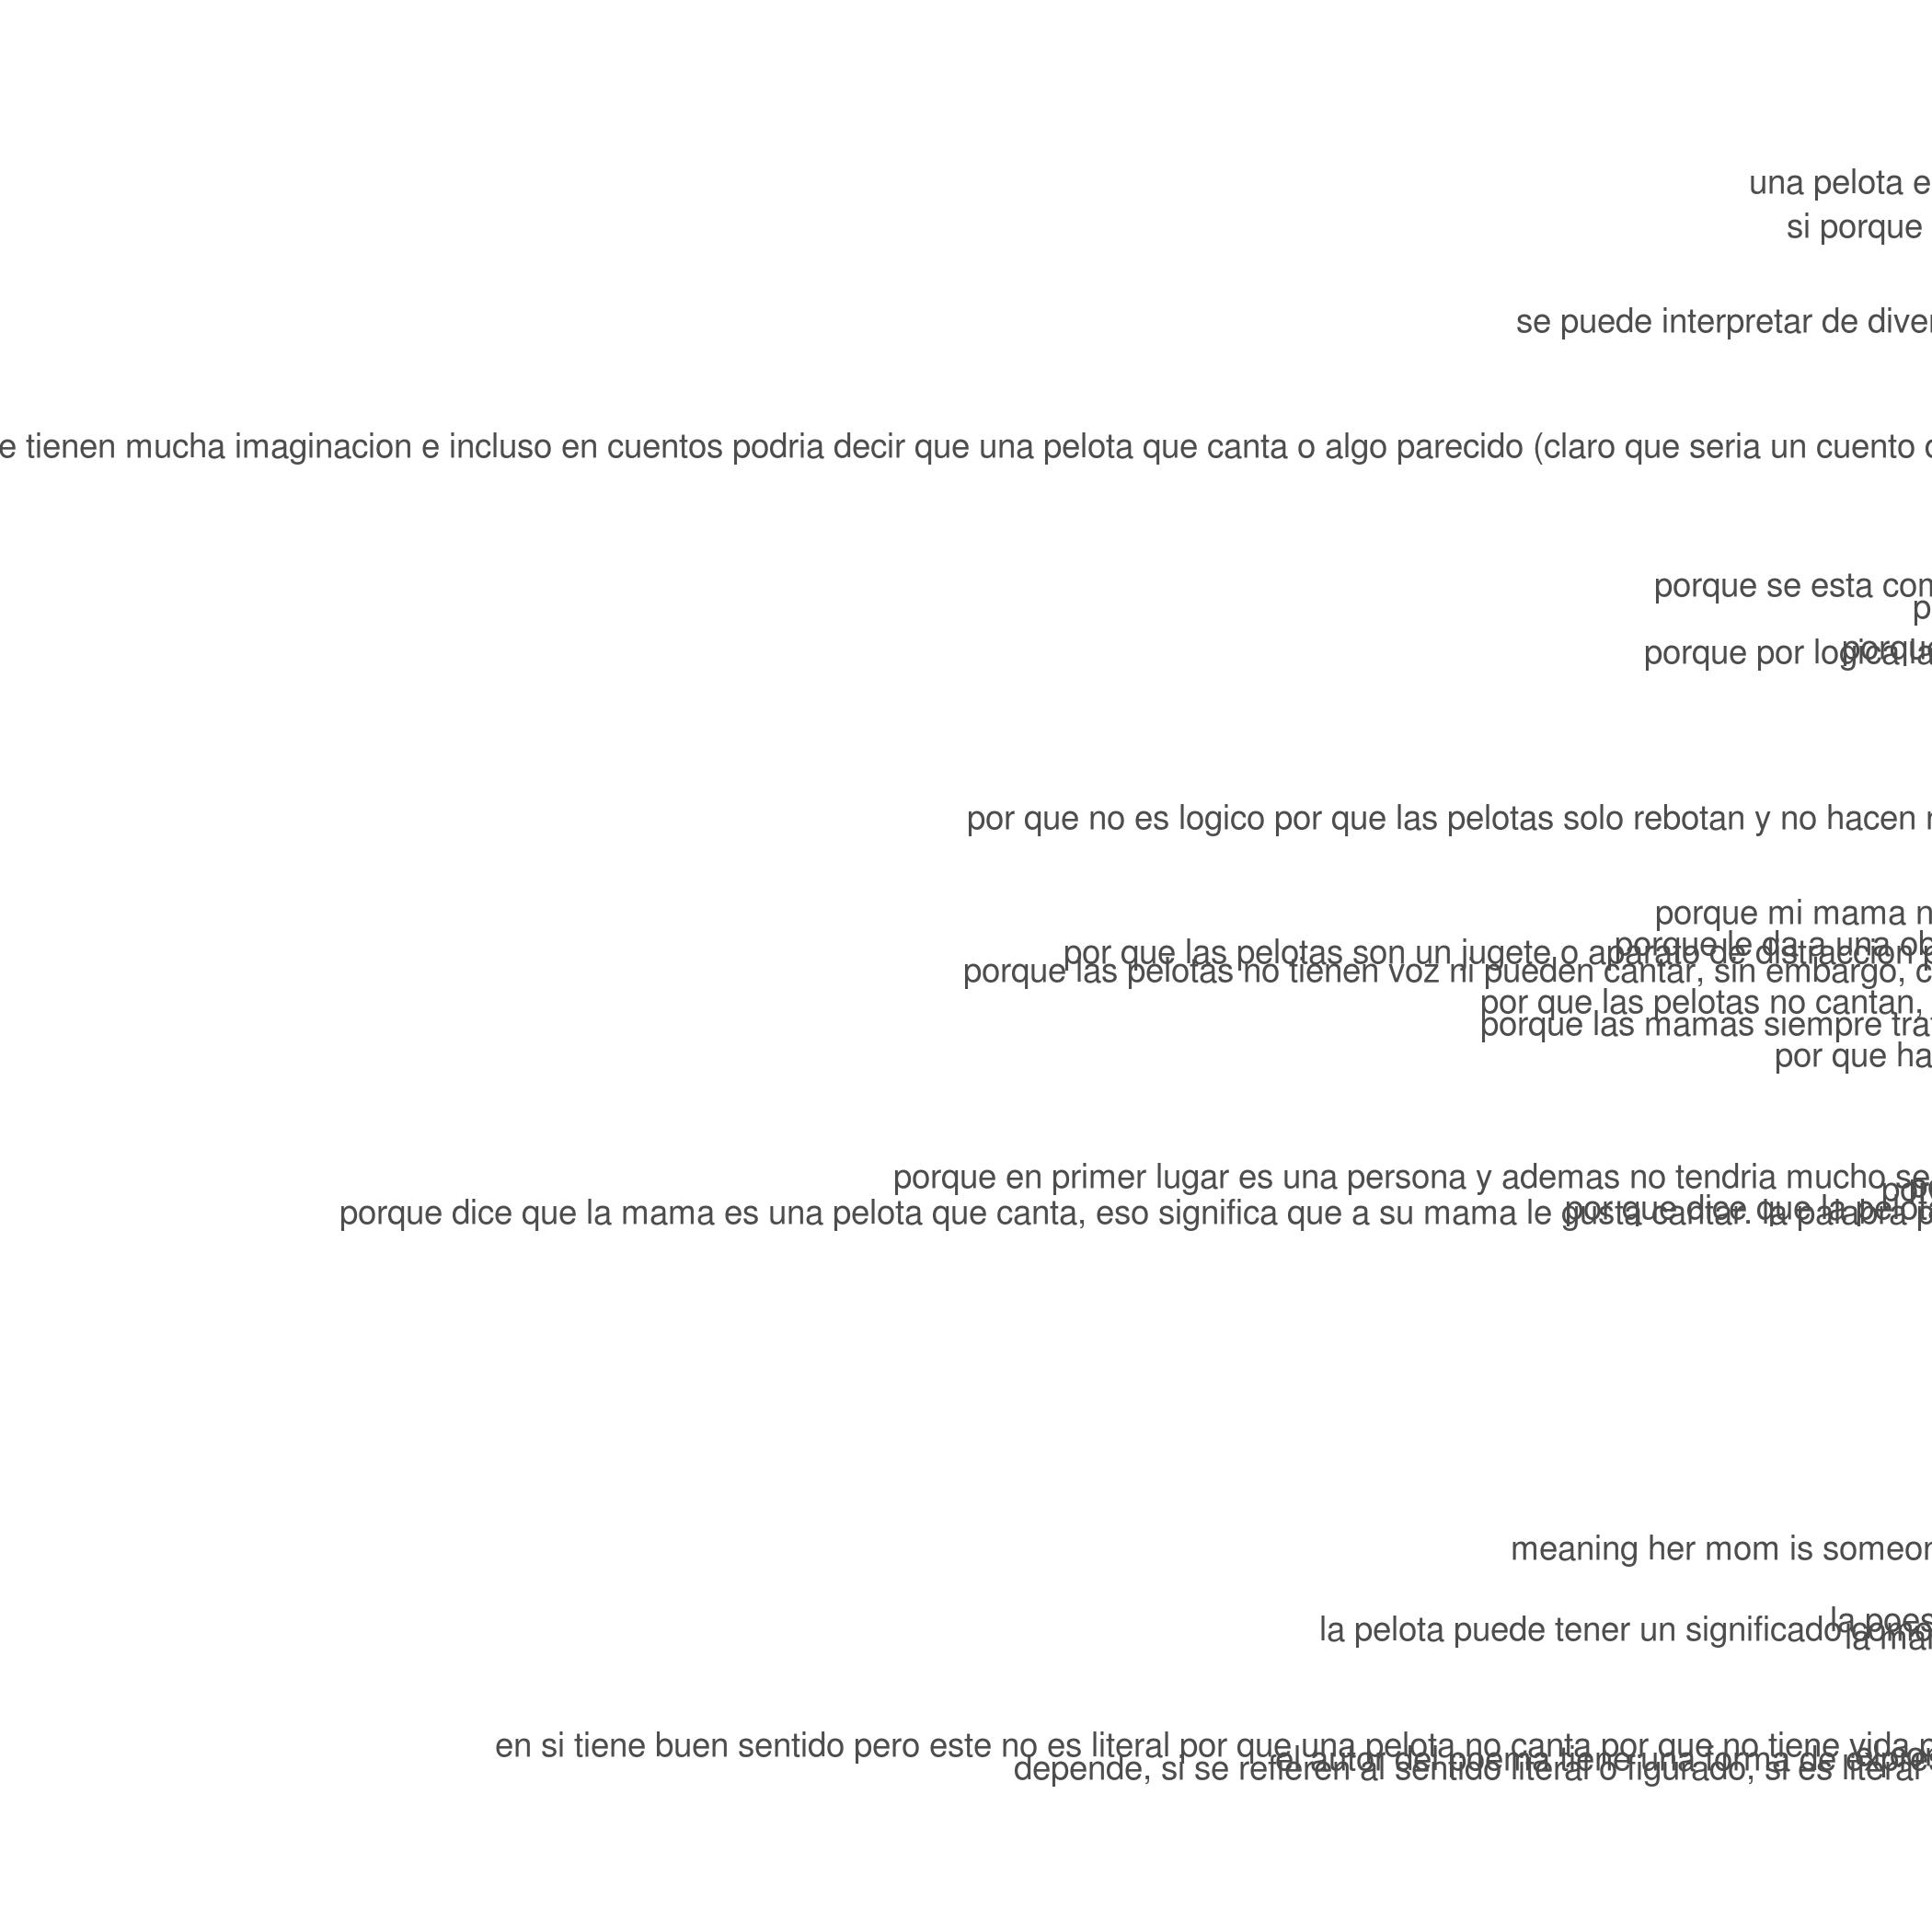 una pelota e
si porque
se puede interpretar de diver
e tienen mucha imaginacion e incluso en cuentos podria decir que una pelota que canta o algo parecido (claro que seria un cuento
porque se esta con
p
porque
porque por logica la
por que no es logico por que las pelotas solo rebotan y no hacen
porque mi mama n
porque le da a una ob
por que las pelotas son un jugete o aparato de distraccion p
porque las pelotas no tienen voz ni pueden cantar, sin embargo, c
por que las pelotas no cantan,
porque las mamas siempre trat
por que ha
porque en primer lugar es una persona y ademas no tendria mucho se
por que dice que la pelota
porque dice que la mama es una pelota que canta, eso significa que a su mama le gusta cantar. la palabra p
meaning her mom is someon
la poes
la pelota puede tener un significado como
la mar
en si tiene buen sentido pero este no es literal por que una pelota no canta por que no tiene vida p
el autor del poema tiene una forma de expre
depende, si se refieren al sentido literal o figurado, si es literal